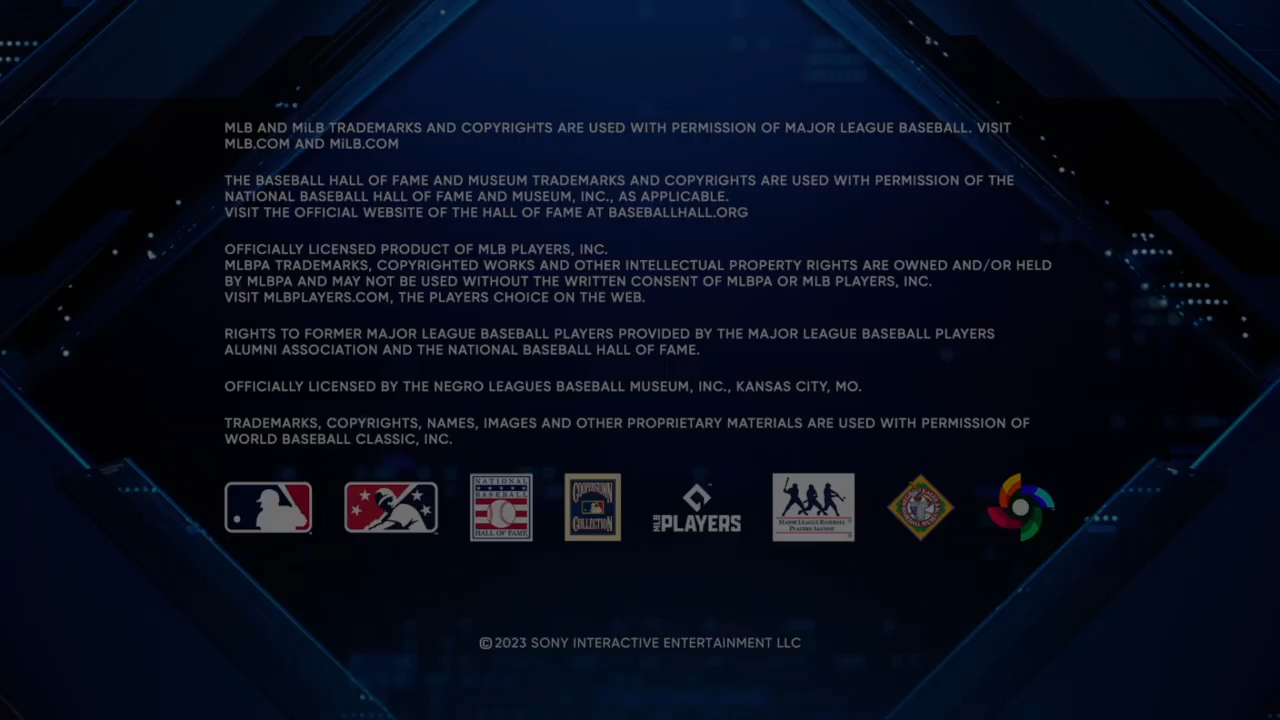 MLB AND MiLB TRADEMARKS AND COPYRIGHTS ARE USED WITH PERMISSION OF MAJOR LEAGUE BASEBALL. VISIT
MLB.COM AND MiLB.COM
THE BASEBALL HALL OF FAME AND MUSEUM TRADEMARKS AND COPYRIGHTS ARE USED WITH PERMISSION OF THE
NATIONAL BASEBALL HALL OF FAME AND MUSEUM, INC., AS APPLICABLE.
VISIT THE OFFICIAL WEBSITE OF THE HALL OF FAME AT BASEBALLHALL.ORG
OFFICIALLY LICENSED PRODUCT OF MLB PLAYERS, INC.
MLBPA TRADEMARKS, COPYRIGHTED WORKS AND OTHER INTELLECTUAL PROPERTY RIGHTS ARE OWNED AND/OR HELD
BY MLBPA AND MAY NOT BE USED WITHOUT THE WRITTEN CONSENT OF MLBPA OR MLB PLAYERS, INC.
VISIT MLBPLAYERS.COM, THE PLAYERS CHOICE ON THE WEB.
RIGHTS TO FORMER MAJOR LEAGUE BASEBALL PLAYERS PROVIDED BY THE MAJOR LEAGUE BASEBALL PLAYERS
ALUMNI ASSOCIATION AND THE NATIONAL BASEBALL HALL OF FAME.
OFFICIALLY LICENSED BY THE NEGRO LEAGUES BASEBALL MUSEUM, INC., KANSAS CITY, MO.
TRADEMARKS, COPYRIGHTS, NAMES, IMAGES AND OTHER PROPRIETARY MATERIALS ARE USED WITH PERMISSION OF
WORLD BASEBALL CLASSIC, INC.
NATIONAL
BASEBALL
HALL OF FAME
COOPERSTOWN
COLLECTION
MLB PLAYERS
MAJOR LEAGUE BASEBALL
PLAYERS ALUMNI
©2023 SONY INTERACTIVE ENTERTAINMENT LLC